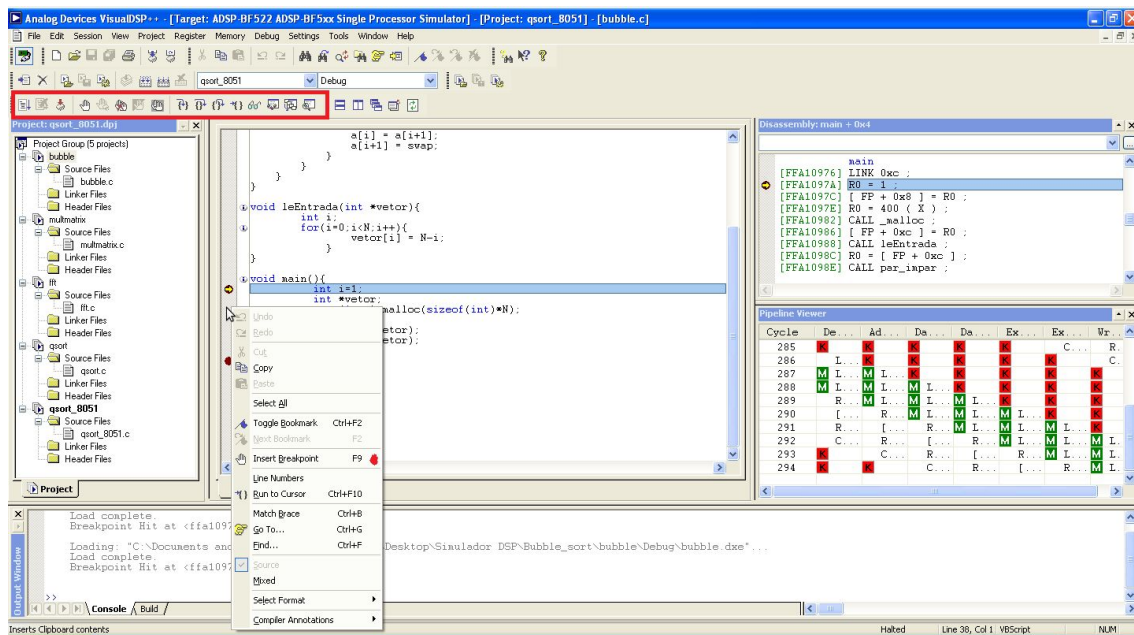 Analog Devices VisualDSP++ - [Target: ADSP-BF522 ADSP-BF5xx Single Processor Simulator] - [Project: qsort_8051] - [bubble.c]
File Edit Session View Project Register Memory Debug Settings Tools Window Help
qsort_8051 Debug
Project: qsort_8051.dpj
Project Group (5 projects)
bubble
Source Files
bubble.c
Linker Files
Header Files
multmatrix
Source Files
multmatrix.c
Linker Files
Header Files
fft
Source Files
fft.c
Linker Files
Header Files
qsort
Source Files
qsort.c
Linker Files
Header Files
qsort_8051
Source Files
qsort_8051.c
Linker Files
Header Files
Project
a[i] = a[i+1];
a[i+1] = swap;
}
}
}
}
void leEntrada(int *vetor){
int i;
for(i=0;i<N;i++){
vetor[i] = N-i;
}
}
void main(){
int i=1;
int *vetor;
malloc(sizeof(int)*N);
etor);
etor);
Undo
Redo
Cut
Copy
Paste
Select All
Toggle Bookmark Ctrl+F2
Next Bookmark F2
Insert Breakpoint F9
Line Numbers
Run to Cursor Ctrl+F10
Match Brace Ctrl+B
Go To... Ctrl+G
Find... Ctrl+F
Source
Mixed
Select Format
Compiler Annotations
Disassembly: main + 0x4
main
[FFA10976] LINK 0xc ;
[FFA1097A] R0 = 1 ;
[FFA1097C] [ FP + 0x8 ] = R0 ;
[FFA1097E] R0 = 400 ( X ) ;
[FFA10982] CALL _malloc ;
[FFA10986] [ FP + 0xc ] = R0 ;
[FFA10988] CALL leEntrada ;
[FFA1098C] R0 = [ FP + 0xc ] ;
[FFA1098E] CALL par_impar ;
Pipeline Viewer
Cycle De... Ad... Da... Da... Ex... Ex... Wr...
285 K K K K K C... R.
286 L... K K K K K C.
287 M L... M L... K K K K K
288 M L... M L... M L... K K K K
289 R... M L... M L... M L... K K K
290 [... R... M L... M L... M L... K K
291 R... [... R... M L... M L... M L... K
292 C... R... [... R... M L... M L... M L.
293 K C... R... [... R... M L... M L.
294 K K C... R... [... R... M L.
Load complete.
Breakpoint Hit at <ffa1097
Loading: "C:\Documents and Desktop\Simulador DSP\Bubble_sort\bubble\Debug\bubble.dxe"...
Load complete.
Breakpoint Hit at <ffa1097
>>
Output Window
Console Build
Inserts Clipboard contents Halted Line 38, Col 1 VBScript NUM